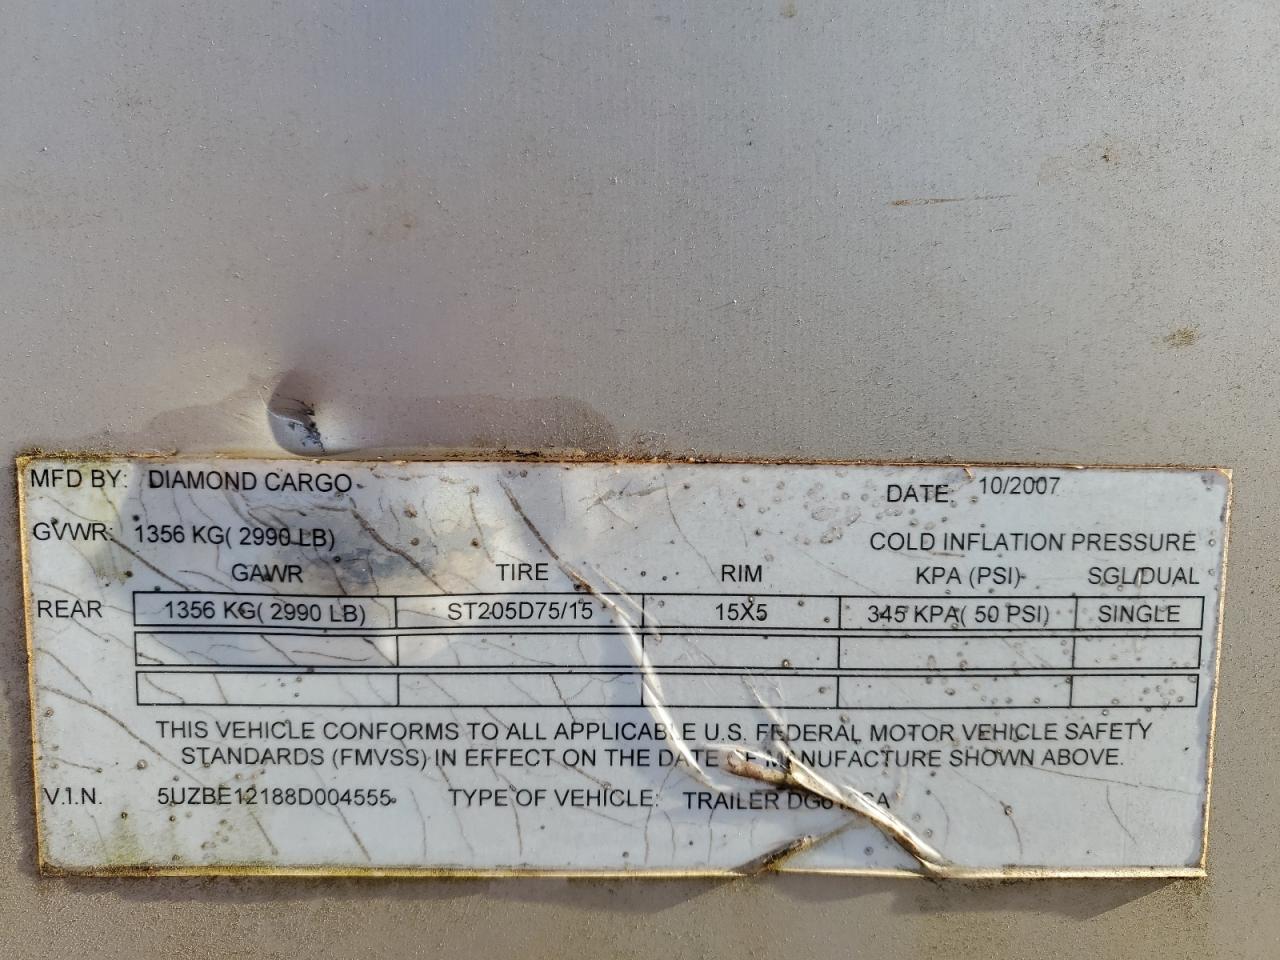 MFD BY: DIAMOND CARGO
DATE: 10/2007
GVWR: 1356 KG( 2990 LB)
COLD INFLATION PRESSURE
GAWR TIRE RIM KPA (PSI) SGL/DUAL
REAR 1356 KG( 2990 LB) ST205D75/15 15X5 345 KPA( 50 PSI) SINGLE
THIS VEHICLE CONFORMS TO ALL APPLICABLE U.S. FEDERAL MOTOR VEHICLE SAFETY
STANDARDS (FMVSS) IN EFFECT ON THE DATE OF MANUFACTURE SHOWN ABOVE.
V.I.N. 5UZBE12188D004555 TYPE OF VEHICLE: TRAILER